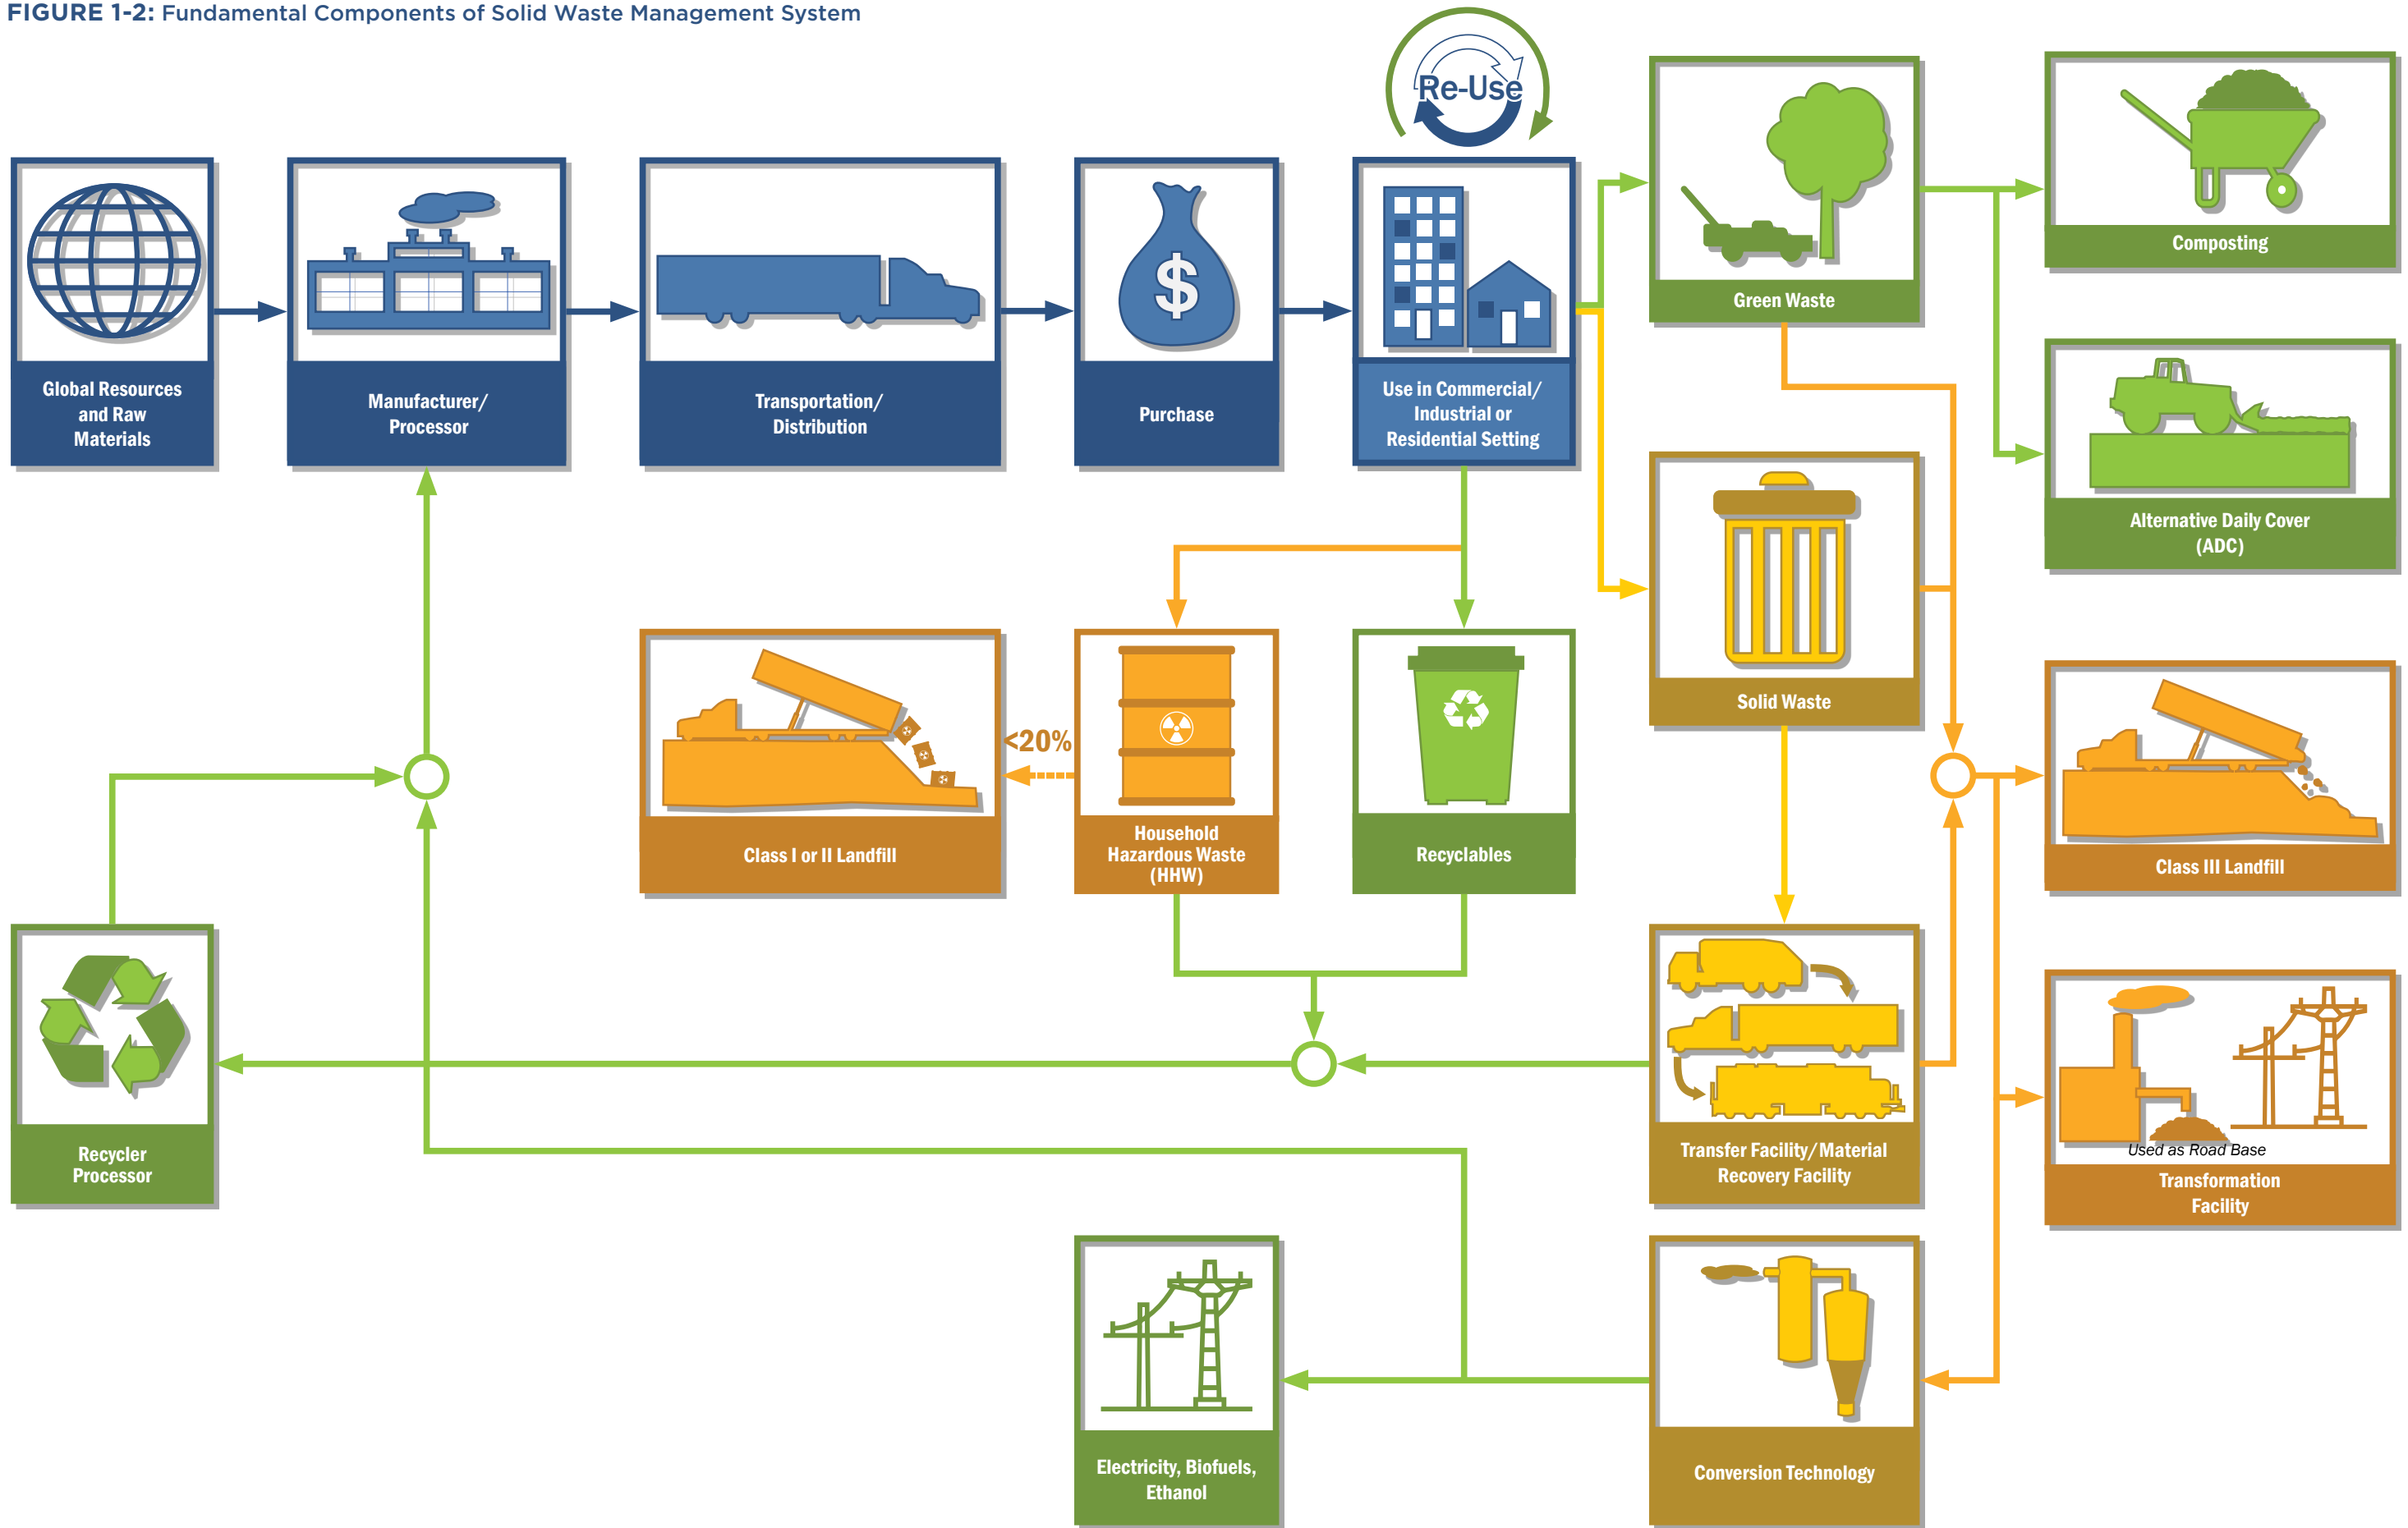 FIGURE 1-2: Fundamental Components of Solid Waste Management System
Re-Use
Global Resources
and Raw
Materials
Manufacturer/
Processor
Transportation/
Distribution
$
Purchase
Use in Commercial/
Industrial or
Residential Setting
Green Waste
Composting
Alternative Daily Cover
(ADC)
Solid Waste
Class I or II Landfill
<20%
Household
Hazardous Waste
(HHW)
Recyclables
Class III Landfill
Recycler
Processor
Transfer Facility/Material
Recovery Facility
Used as Road Base
Transformation
Facility
Electricity, Biofuels,
Ethanol
Conversion Technology